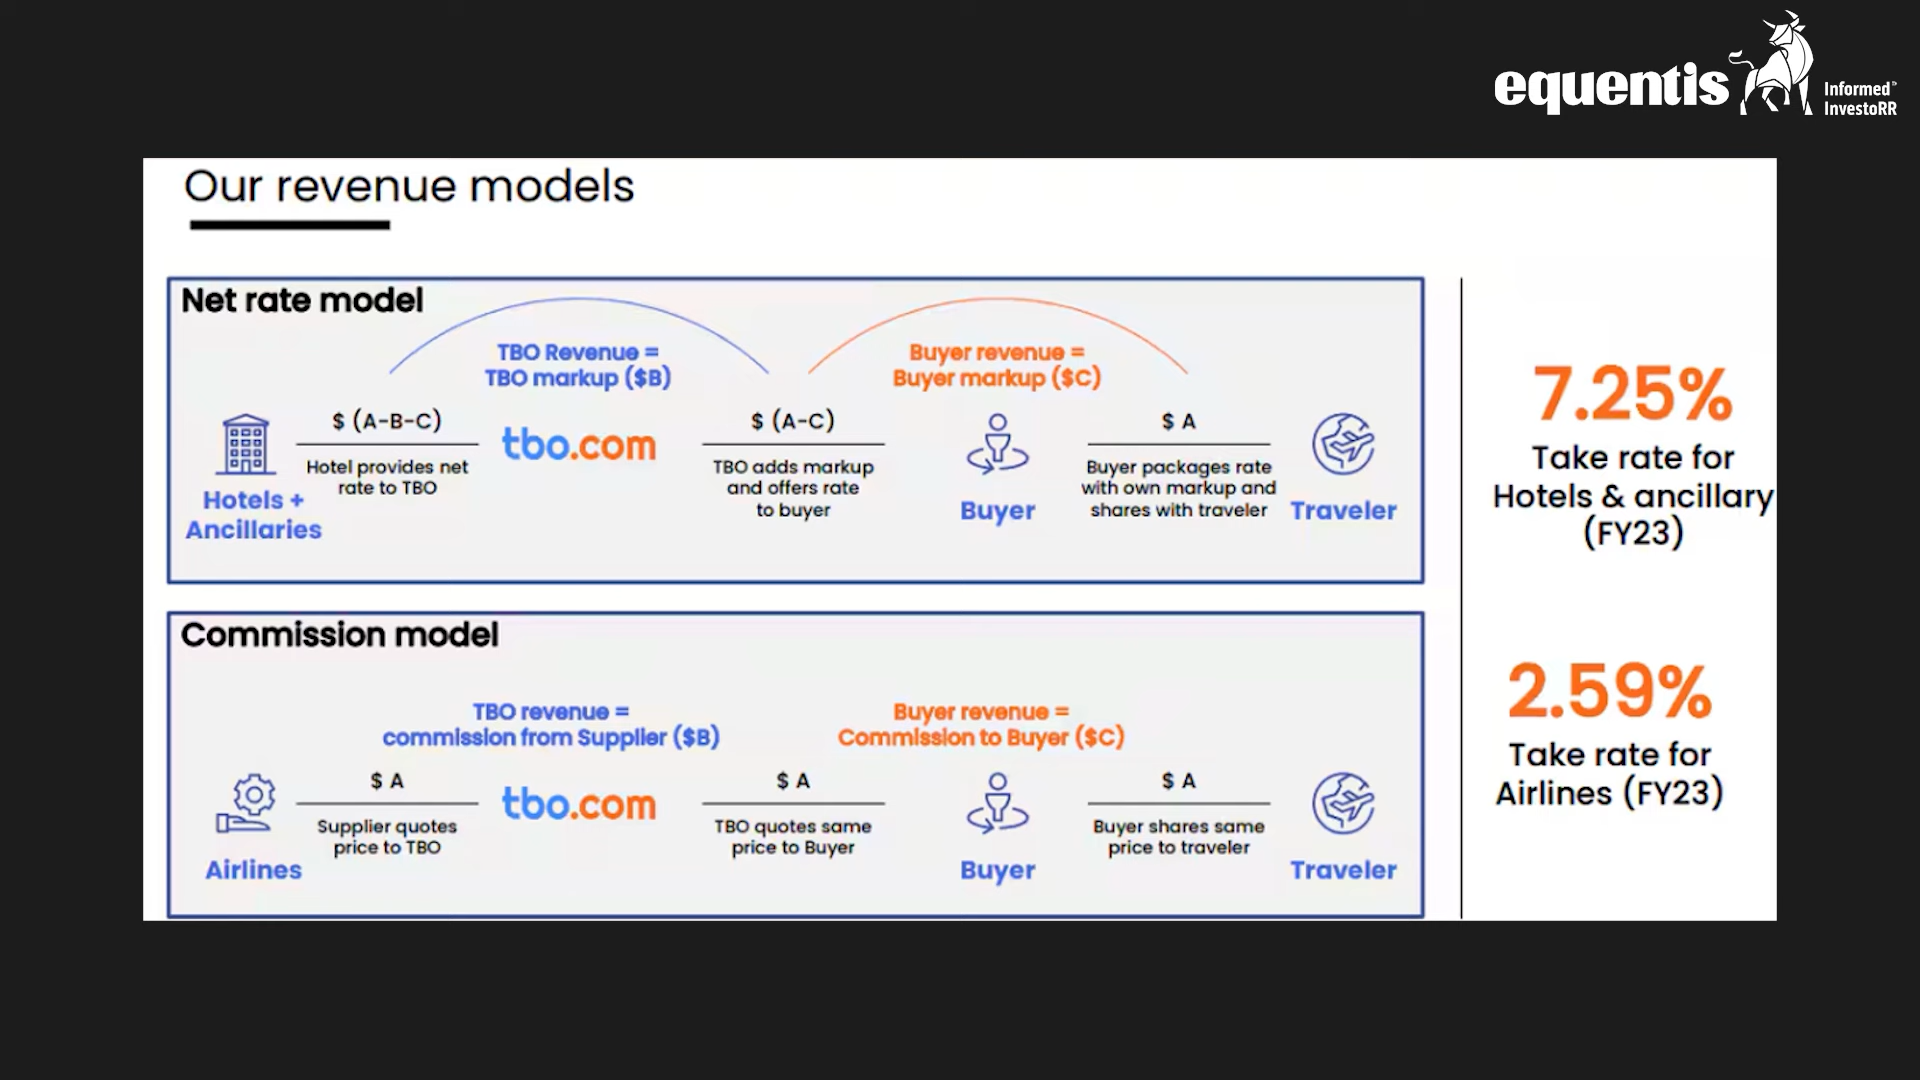 equentis
Informed
InvestoRR
Our revenue models
Net rate model
TBO Revenue =
TBO markup ($B)
Buyer revenue =
Buyer markup ($C)
$ (A-B-C)
Hotel provides net
rate to TBO
tbo.com
$ (A-C)
TBO adds markup
and offers rate
to buyer
$ A
Buyer packages rate
with own markup and
shares with traveler
Hotels +
Ancillaries
Buyer
Traveler
7.25%
Take rate for
Hotels & ancillary
(FY23)
Commission model
TBO revenue =
commission from Supplier ($B)
Buyer revenue =
Commission to Buyer ($C)
$ A
Supplier quotes
price to TBO
tbo.com
$ A
TBO quotes same
price to Buyer
$ A
Buyer shares same
price to traveler
Airlines
Buyer
Traveler
2.59%
Take rate for
Airlines (FY23)